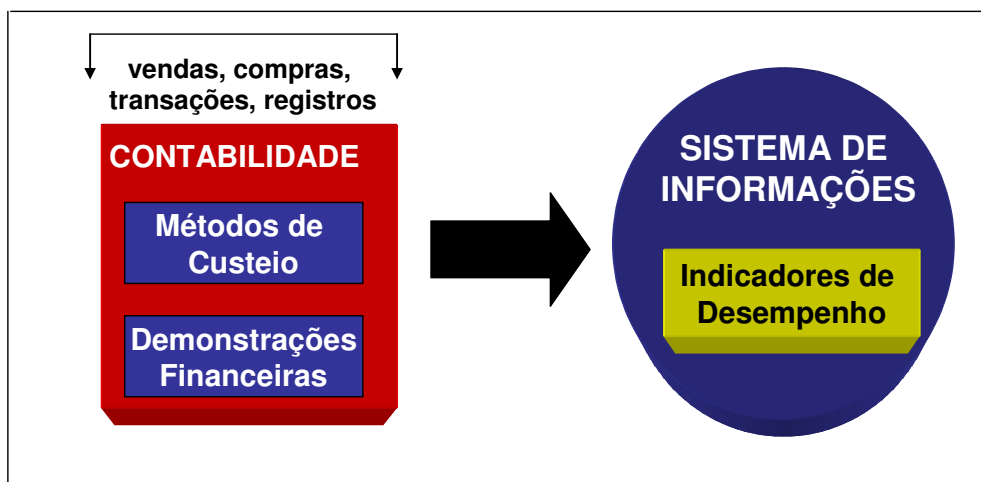 vendas, compras,
transações, registros
CONTABILIDADE
Métodos de
Custeio
Demonstrações
Financeiras
SISTEMA DE
INFORMAÇÕES
Indicadores de
Desempenho